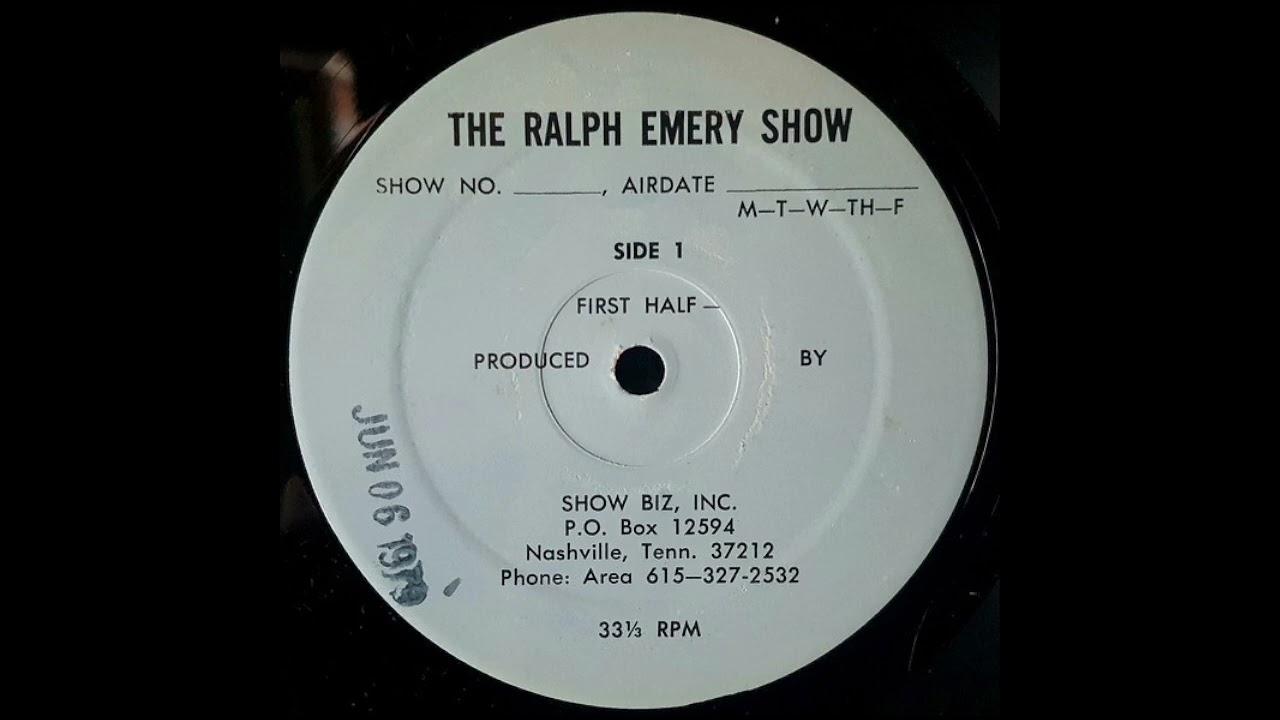 THE RALPH EMERY SHOW
SHOW NO. ______, AIRDATE ______________
M—T—W—TH—F
SIDE 1
FIRST HALF —
PRODUCED BY
SHOW BIZ, INC.
P.O. Box 12594
Nashville, Tenn. 37212
Phone: Area 615—327-2532
33⅓ RPM
JUN 06 1979